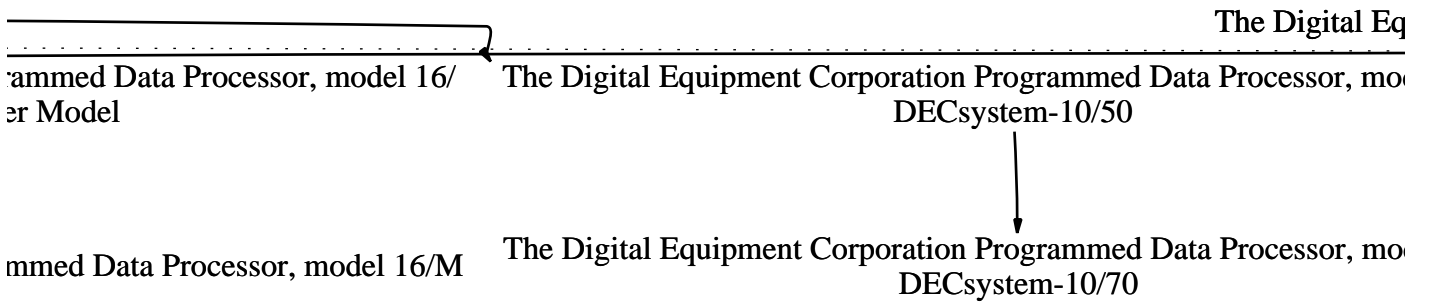 The Digital Eq
rammed Data Processor, model 16/
er Model
The Digital Equipment Corporation Programmed Data Processor, mo
DECsystem-10/50
mmed Data Processor, model 16/M
The Digital Equipment Corporation Programmed Data Processor, mo
DECsystem-10/70